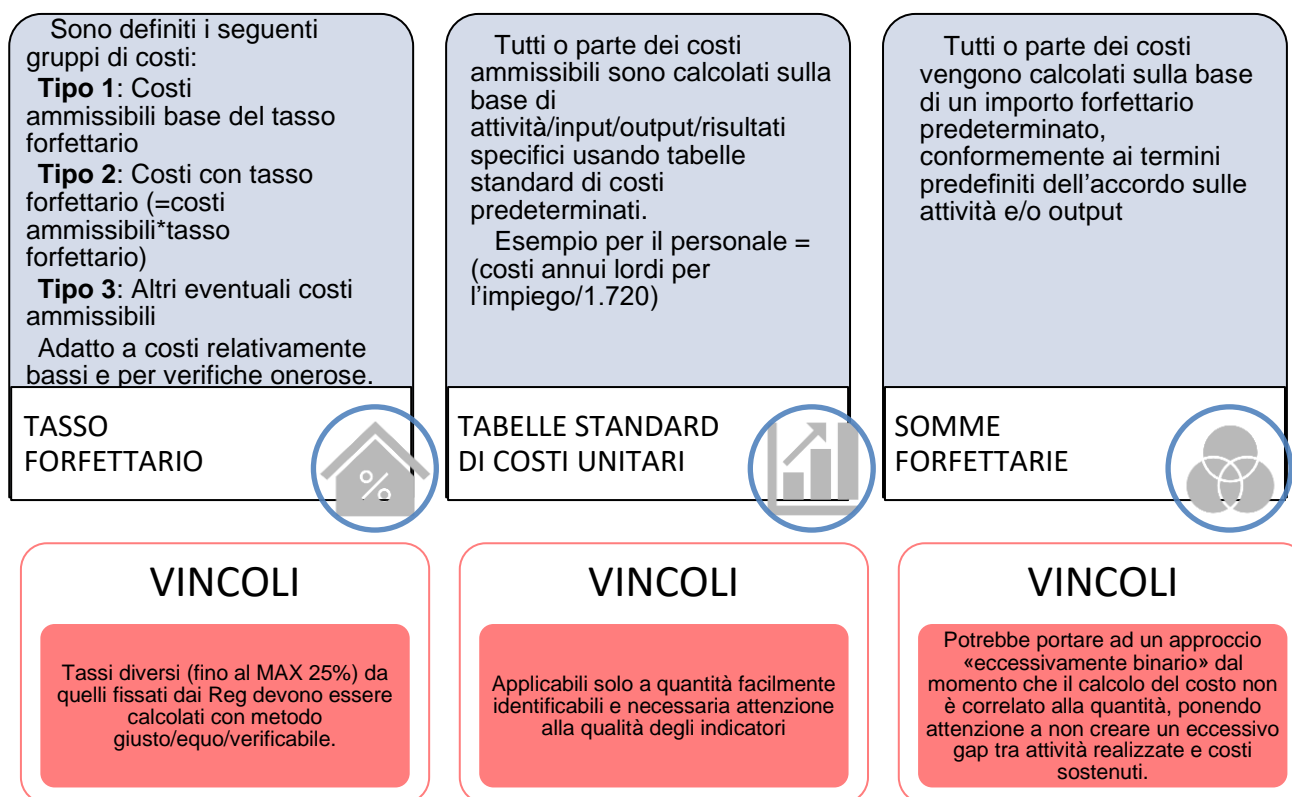 Sono definiti i seguenti
gruppi di costi:
Tipo 1: Costi
ammissibili base del tasso
forfettario
Tipo 2: Costi con tasso
forfettario (=costi
ammissibili*tasso
forfettario)
Tipo 3: Altri eventuali costi
ammissibili
Adatto a costi relativamente
bassi e per verifiche onerose.
TASSO
FORFETTARIO
%
Tutti o parte dei costi
ammissibili sono calcolati sulla
base di
attività/input/output/risultati
specifici usando tabelle
standard di costi
predeterminati.
Esempio per il personale =
(costi annui lordi per
l'impiego/1.720)
TABELLE STANDARD
DI COSTI UNITARI
Tutti o parte dei costi
vengono calcolati sulla base
di un importo forfettario
predeterminato,
conformemente ai termini
predefiniti dell'accordo sulle
attività e/o output
SOMME
FORFETTARIE
VINCOLI
Tassi diversi (fino al MAX 25%) da
quelli fissati dai Reg devono essere
calcolati con metodo
giusto/equo/verificabile.
VINCOLI
Applicabili solo a quantità facilmente
identificabili e necessaria attenzione
alla qualità degli indicatori
VINCOLI
Potrebbe portare ad un approccio
«eccessivamente binario» dal
momento che il calcolo del costo non
è correlato alla quantità, ponendo
attenzione a non creare un eccessivo
gap tra attività realizzate e costi
sostenuti.